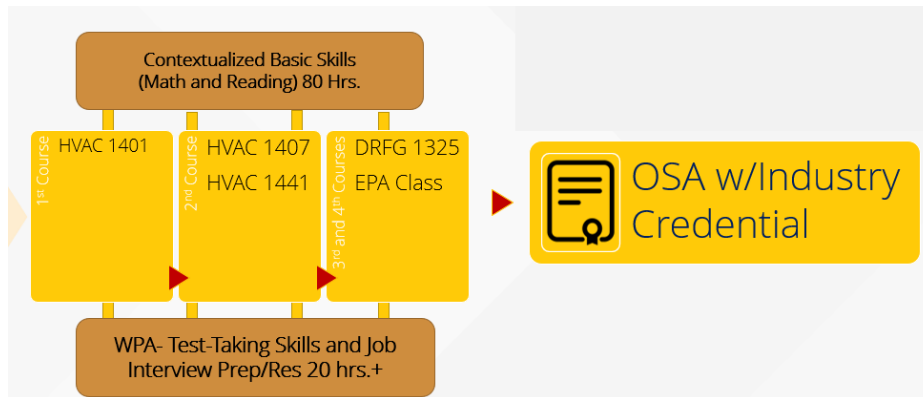 Contextualized Basic Skills
(Math and Reading) 80 Hrs.
1st Course
HVAC 1401
2nd Course
HVAC 1407
HVAC 1441
3rd and 4th Courses
DRFG 1325
EPA Class
OSA w/Industry
Credential
WPA- Test-Taking Skills and Job
Interview Prep/Res 20 hrs.+